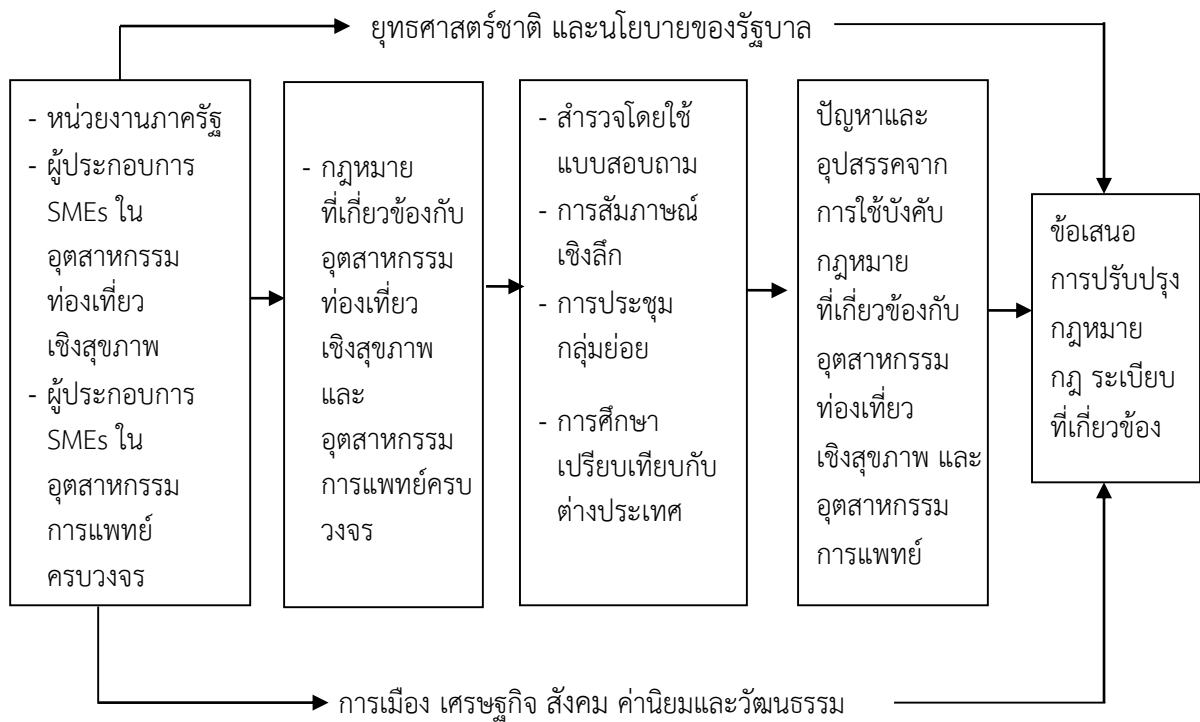 ยุทธศาสตร์ชาติ และนโยบายของรัฐบาล
- หน่วยงานภาครัฐ
- ผู้ประกอบการ
SMEs ใน
อุตสาหกรรม
ท่องเที่ยว
เชิงสุขภาพ
- ผู้ประกอบการ
SMEs ใน
อุตสาหกรรม
การแพทย์
ครบวงจร
- กฎหมาย
ที่เกี่ยวข้องกับ
อุตสาหกรรม
ท่องเที่ยว
เชิงสุขภาพ
และ
อุตสาหกรรม
การแพทย์ครบ
วงจร
- สำรวจโดยใช้
แบบสอบถาม
- การสัมภาษณ์
เชิงลึก
- การประชุม
กลุ่มย่อย
- การศึกษา
เปรียบเทียบกับ
ต่างประเทศ
ปัญหาและ
อุปสรรคจาก
การใช้บังคับ
กฎหมาย
ที่เกี่ยวข้องกับ
อุตสาหกรรม
ท่องเที่ยว
เชิงสุขภาพ และ
อุตสาหกรรม
การแพทย์
ข้อเสนอ
การปรับปรุง
กฎหมาย
กฎ ระเบียบ
ที่เกี่ยวข้อง
การเมือง เศรษฐกิจ สังคม ค่านิยมและวัฒนธรรม